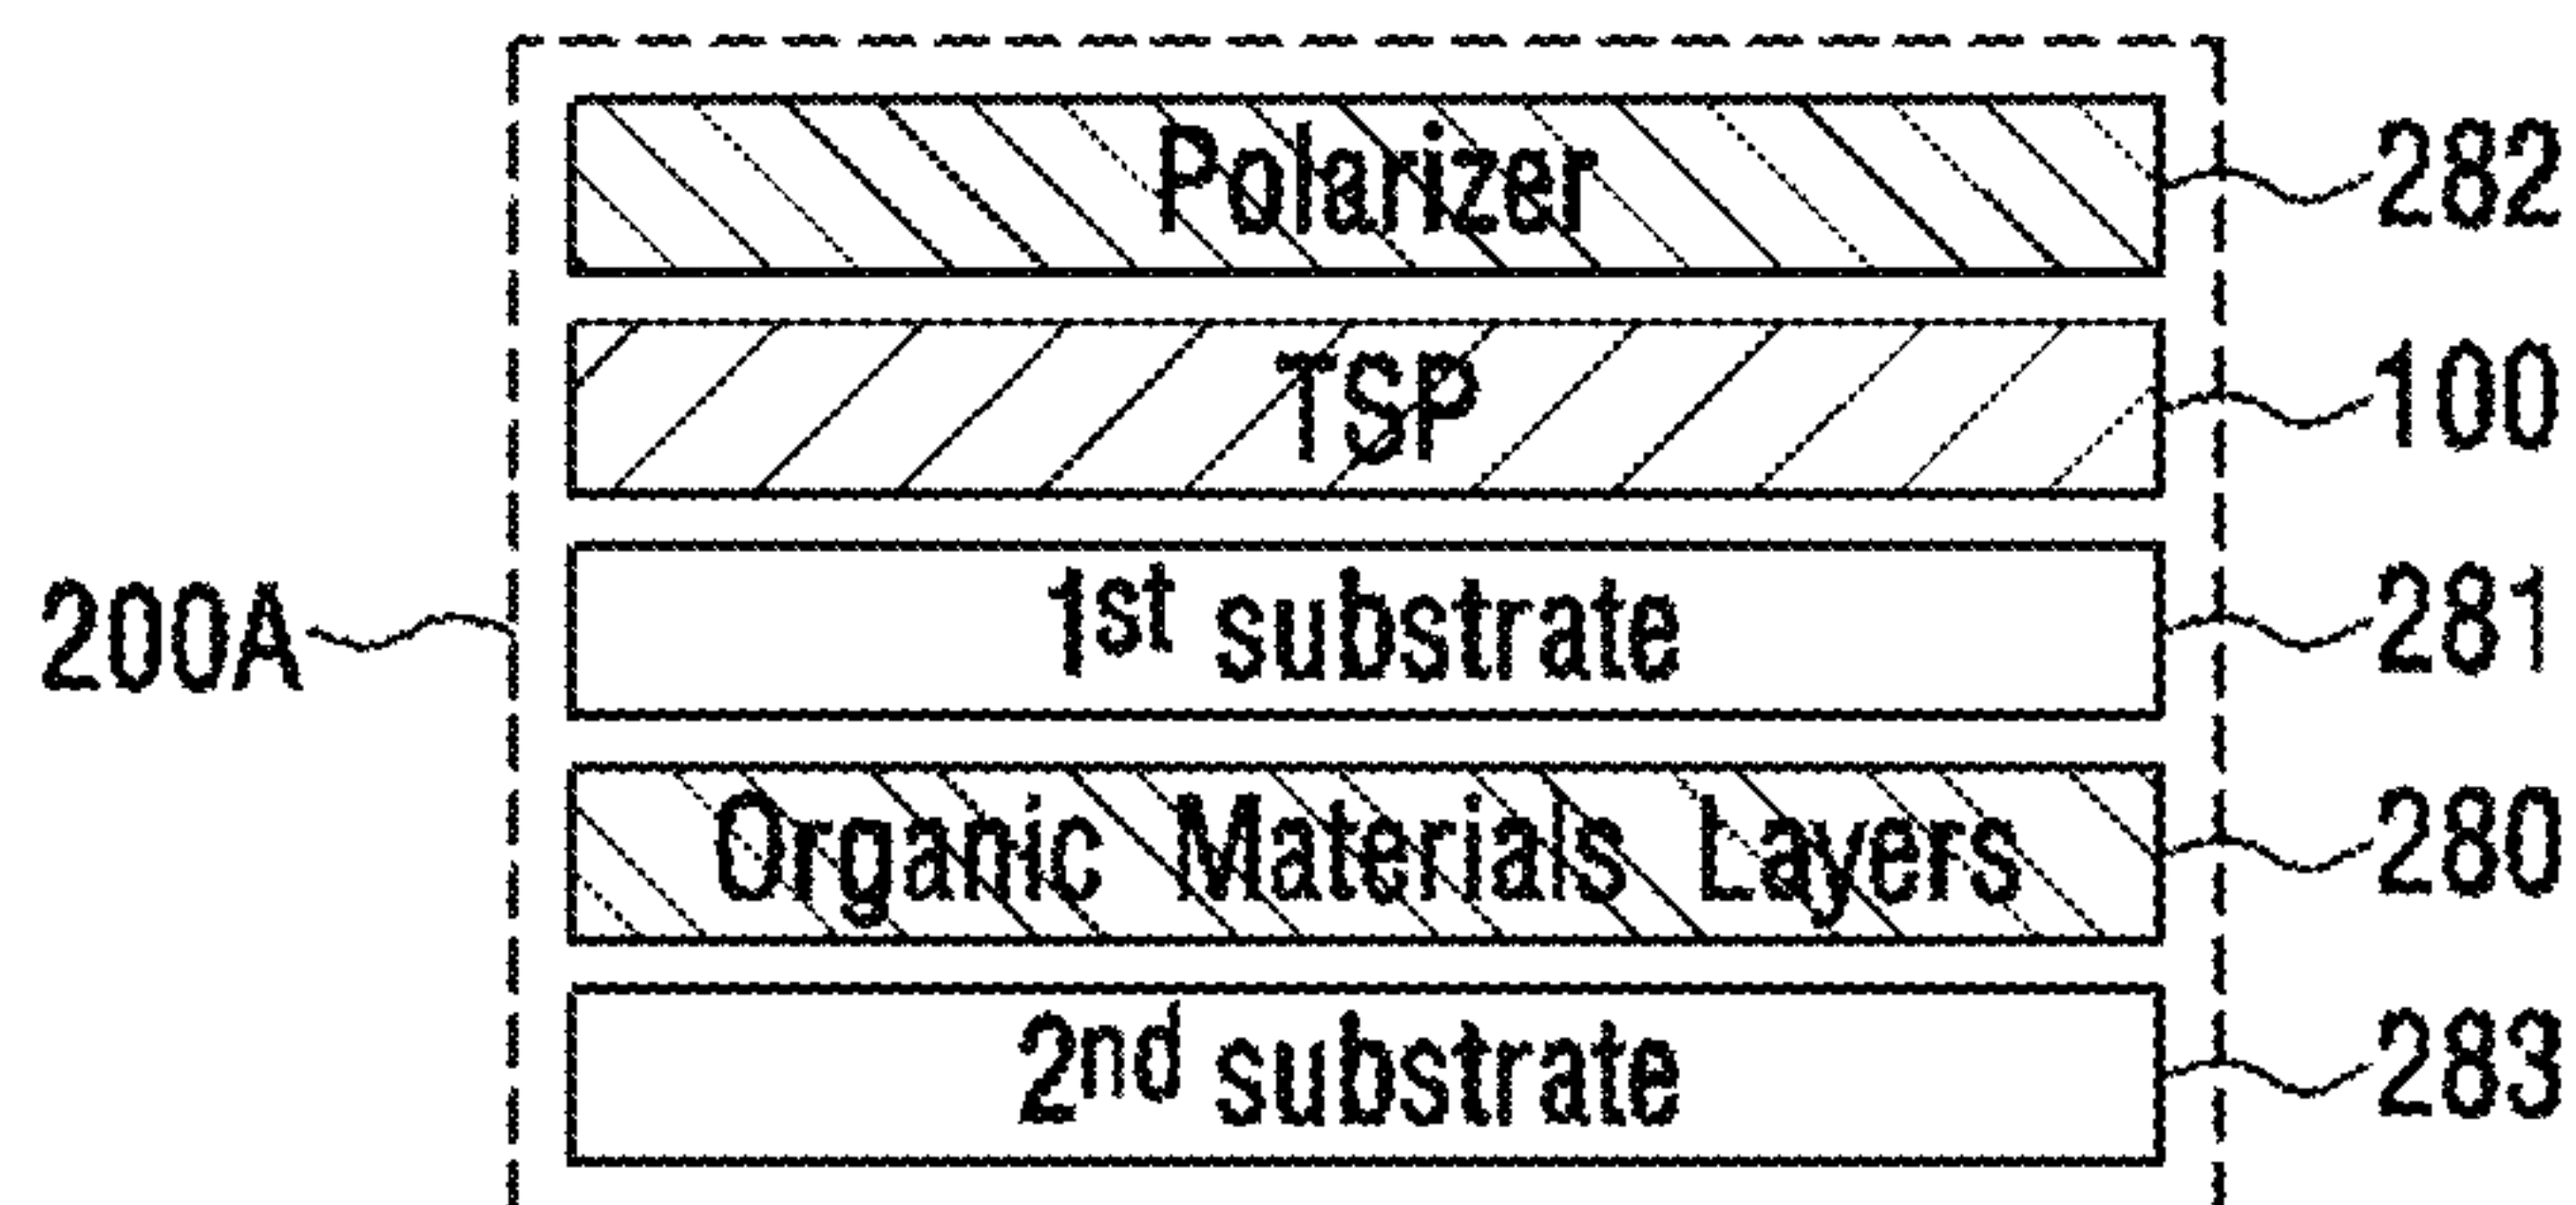 Polarizer 282
TSP 100
1st substrate 281
200A
Organic Materials Layers 280
2nd substrate 283